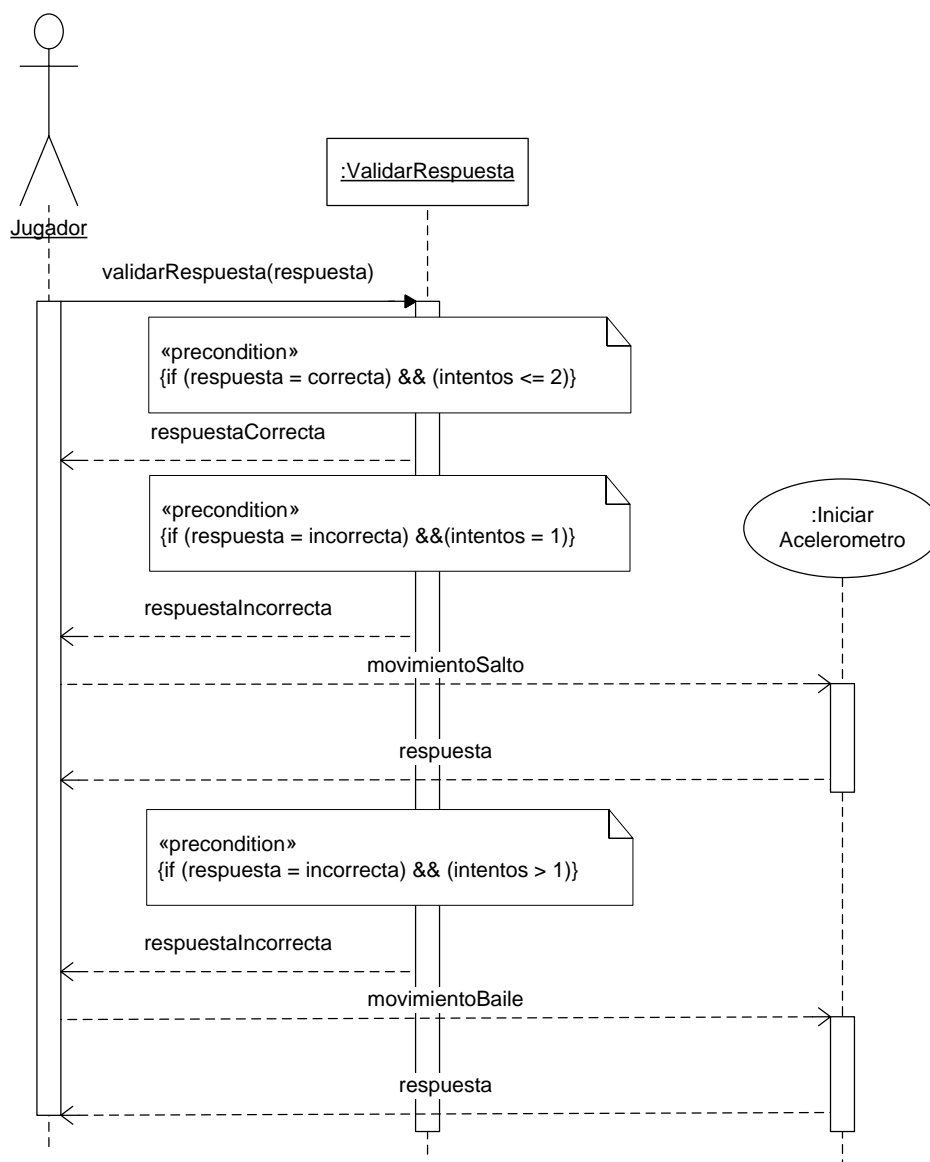 :ValidarRespuesta
Jugador
validarRespuesta(respuesta)
«precondition»
{if (respuesta = correcta) && (intentos <= 2)}
respuestaCorrecta
«precondition»
{if (respuesta = incorrecta) &&(intentos = 1)}
:Iniciar
Acelerometro
respuestaIncorrecta
movimientoSalto
respuesta
«precondition»
{if (respuesta = incorrecta) && (intentos > 1)}
respuestaIncorrecta
movimientoBaile
respuesta